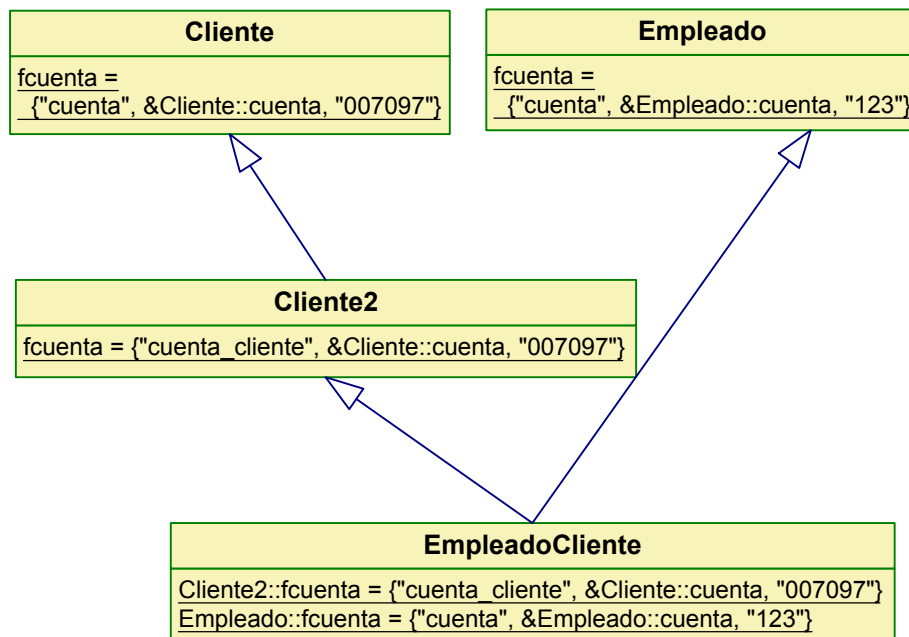 Cliente
fcuenta =
{"cuenta", &Cliente::cuenta, "007097"}
Empleado
fcuenta =
{"cuenta", &Empleado::cuenta, "123"}
Cliente2
fcuenta = {"cuenta_cliente", &Cliente::cuenta, "007097"}
EmpleadoCliente
Cliente2::fcuenta = {"cuenta_cliente", &Cliente::cuenta, "007097"}
Empleado::fcuenta = {"cuenta", &Empleado::cuenta, "123"}